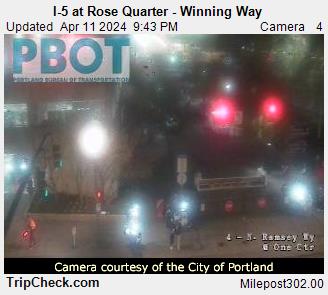 I-5 at Rose Quarter - Winning Way
Updated Apr 11 2024 9:43 PM Camera 4
PBOT
PORTLAND BUREAU OF TRANSPORTATION
4 - N. Ramsey Wy
@ One Ctr
Camera courtesy of the City of Portland
TripCheck.com Milepost302.00